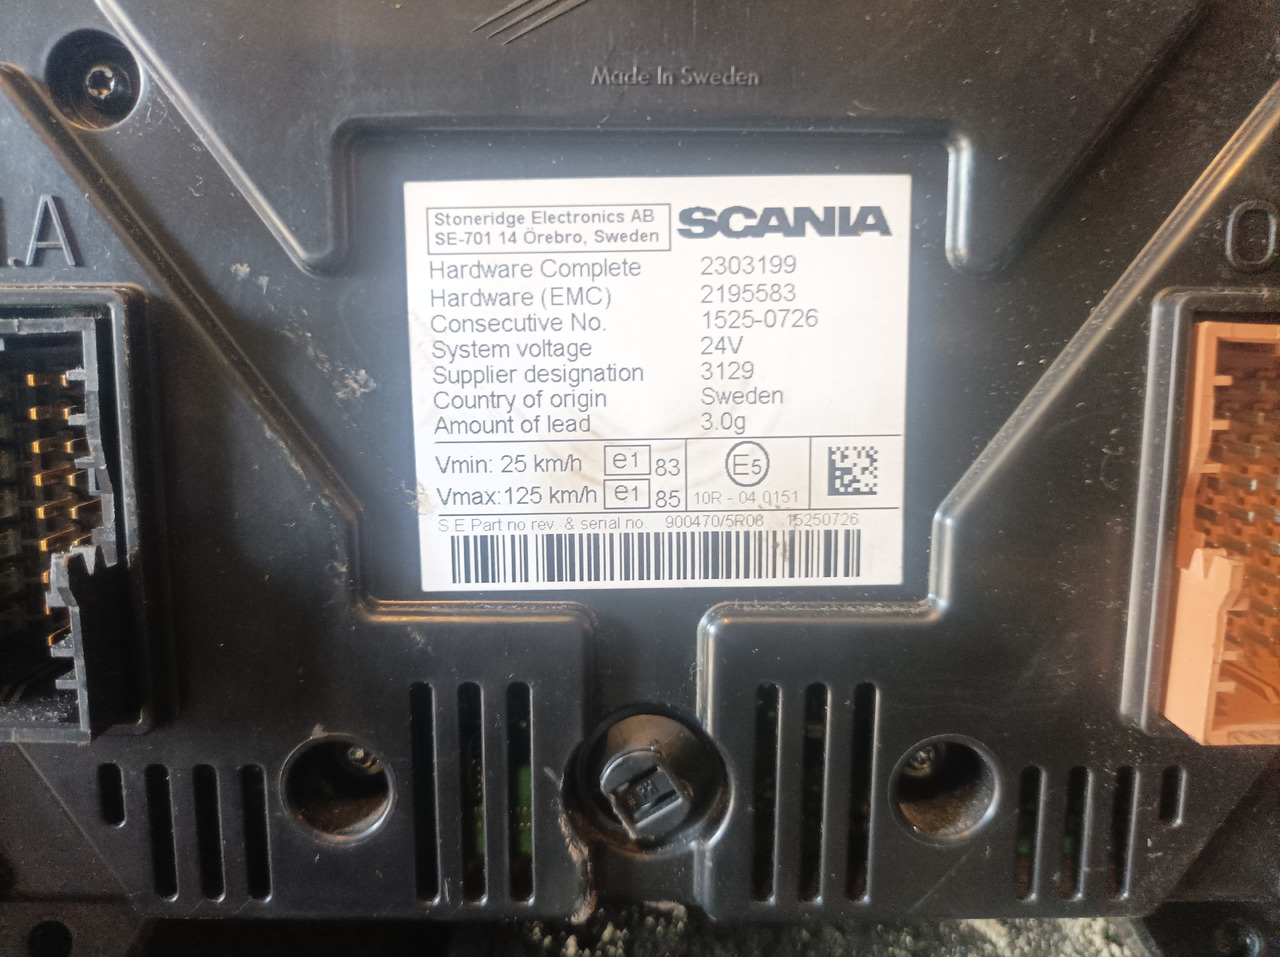 Made In Sweden
.A
O
Stoneridge Electronics AB
SE-701 14 Örebro, Sweden
SCANIA
Hardware Complete 2303199
Hardware (EMC) 2195583
Consecutive No. 1525-0726
System voltage 24V
Supplier designation 3129
Country of origin Sweden
Amount of lead 3.0g
Vmin: 25 km/h e1 83
Vmax: 125 km/h e1 85
E5
10R - 04 0151
S.E Part no rev. & serial no. 900470/5R06 15250726